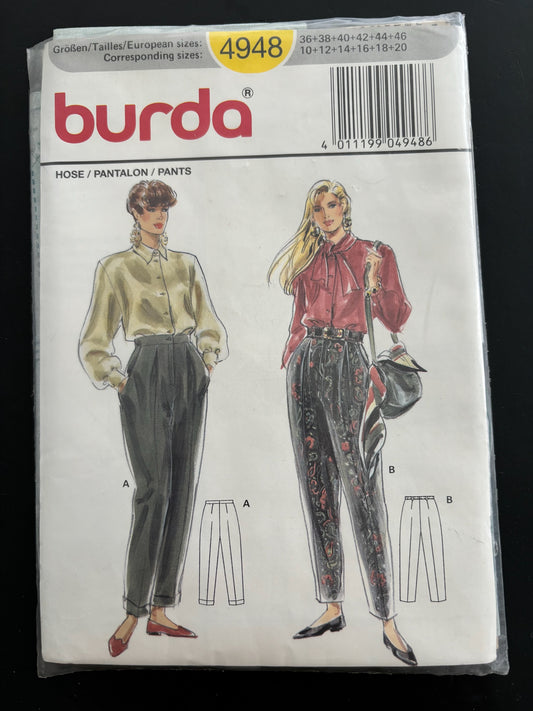 Größen/Tailles/European sizes: 4948 36+38+40+42+44+46
Corresponding sizes: 10+12+14+16+18+20
burda ®
4 011199 049486
HOSE / PANTALON / PANTS
A
A
B
B